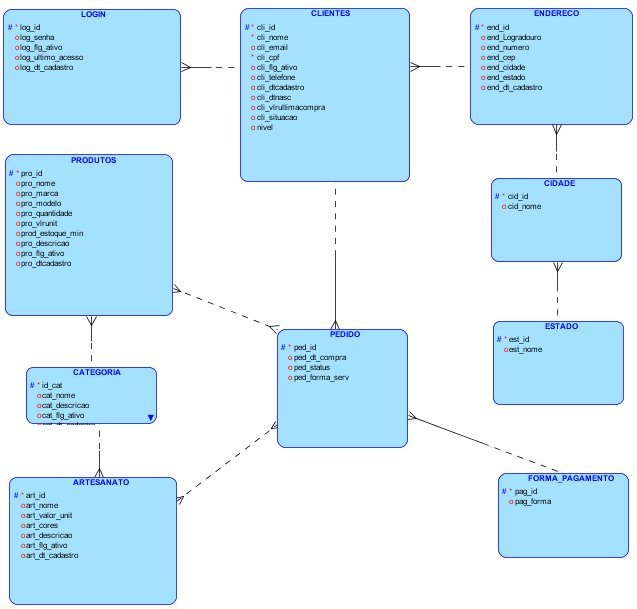 LOGIN
# * log_id
o log_senha
o log_flg_ativo
o log_ultimo_acesso
o log_dt_cadastro
CLIENTES
# * cli_id
* cli_nome
o cli_email
* cli_cpf
o cli_flg_ativo
o cli_telefone
o cli_dtcadastro
o cli_dtnasc
o cli_vlrultimacompra
o cli_situacao
o nivel
ENDERECO
# * end_id
o end_Logradouro
o end_numero
o end_cep
o end_cidade
o end_estado
o end_dt_cadastro
PRODUTOS
# * pro_id
o pro_nome
o pro_marca
o pro_modelo
o pro_quantidade
o pro_vlrunit
o prod_estoque_min
o pro_descricao
o pro_flg_ativo
o pro_dtcadastro
CIDADE
# * cid_id
o cid_nome
ESTADO
# * est_id
o est_nome
PEDIDO
# * ped_id
o ped_dt_compra
o ped_status
o ped_forma_serv
CATEGORIA
# * id_cat
o cat_nome
o cat_descricao
o cat_flg_ativo
ARTESANATO
# * art_id
o art_nome
o art_valor_unit
o art_cores
o art_descricao
o art_flg_ativo
o art_dt_cadastro
FORMA_PAGAMENTO
# * pag_id
o pag_forma